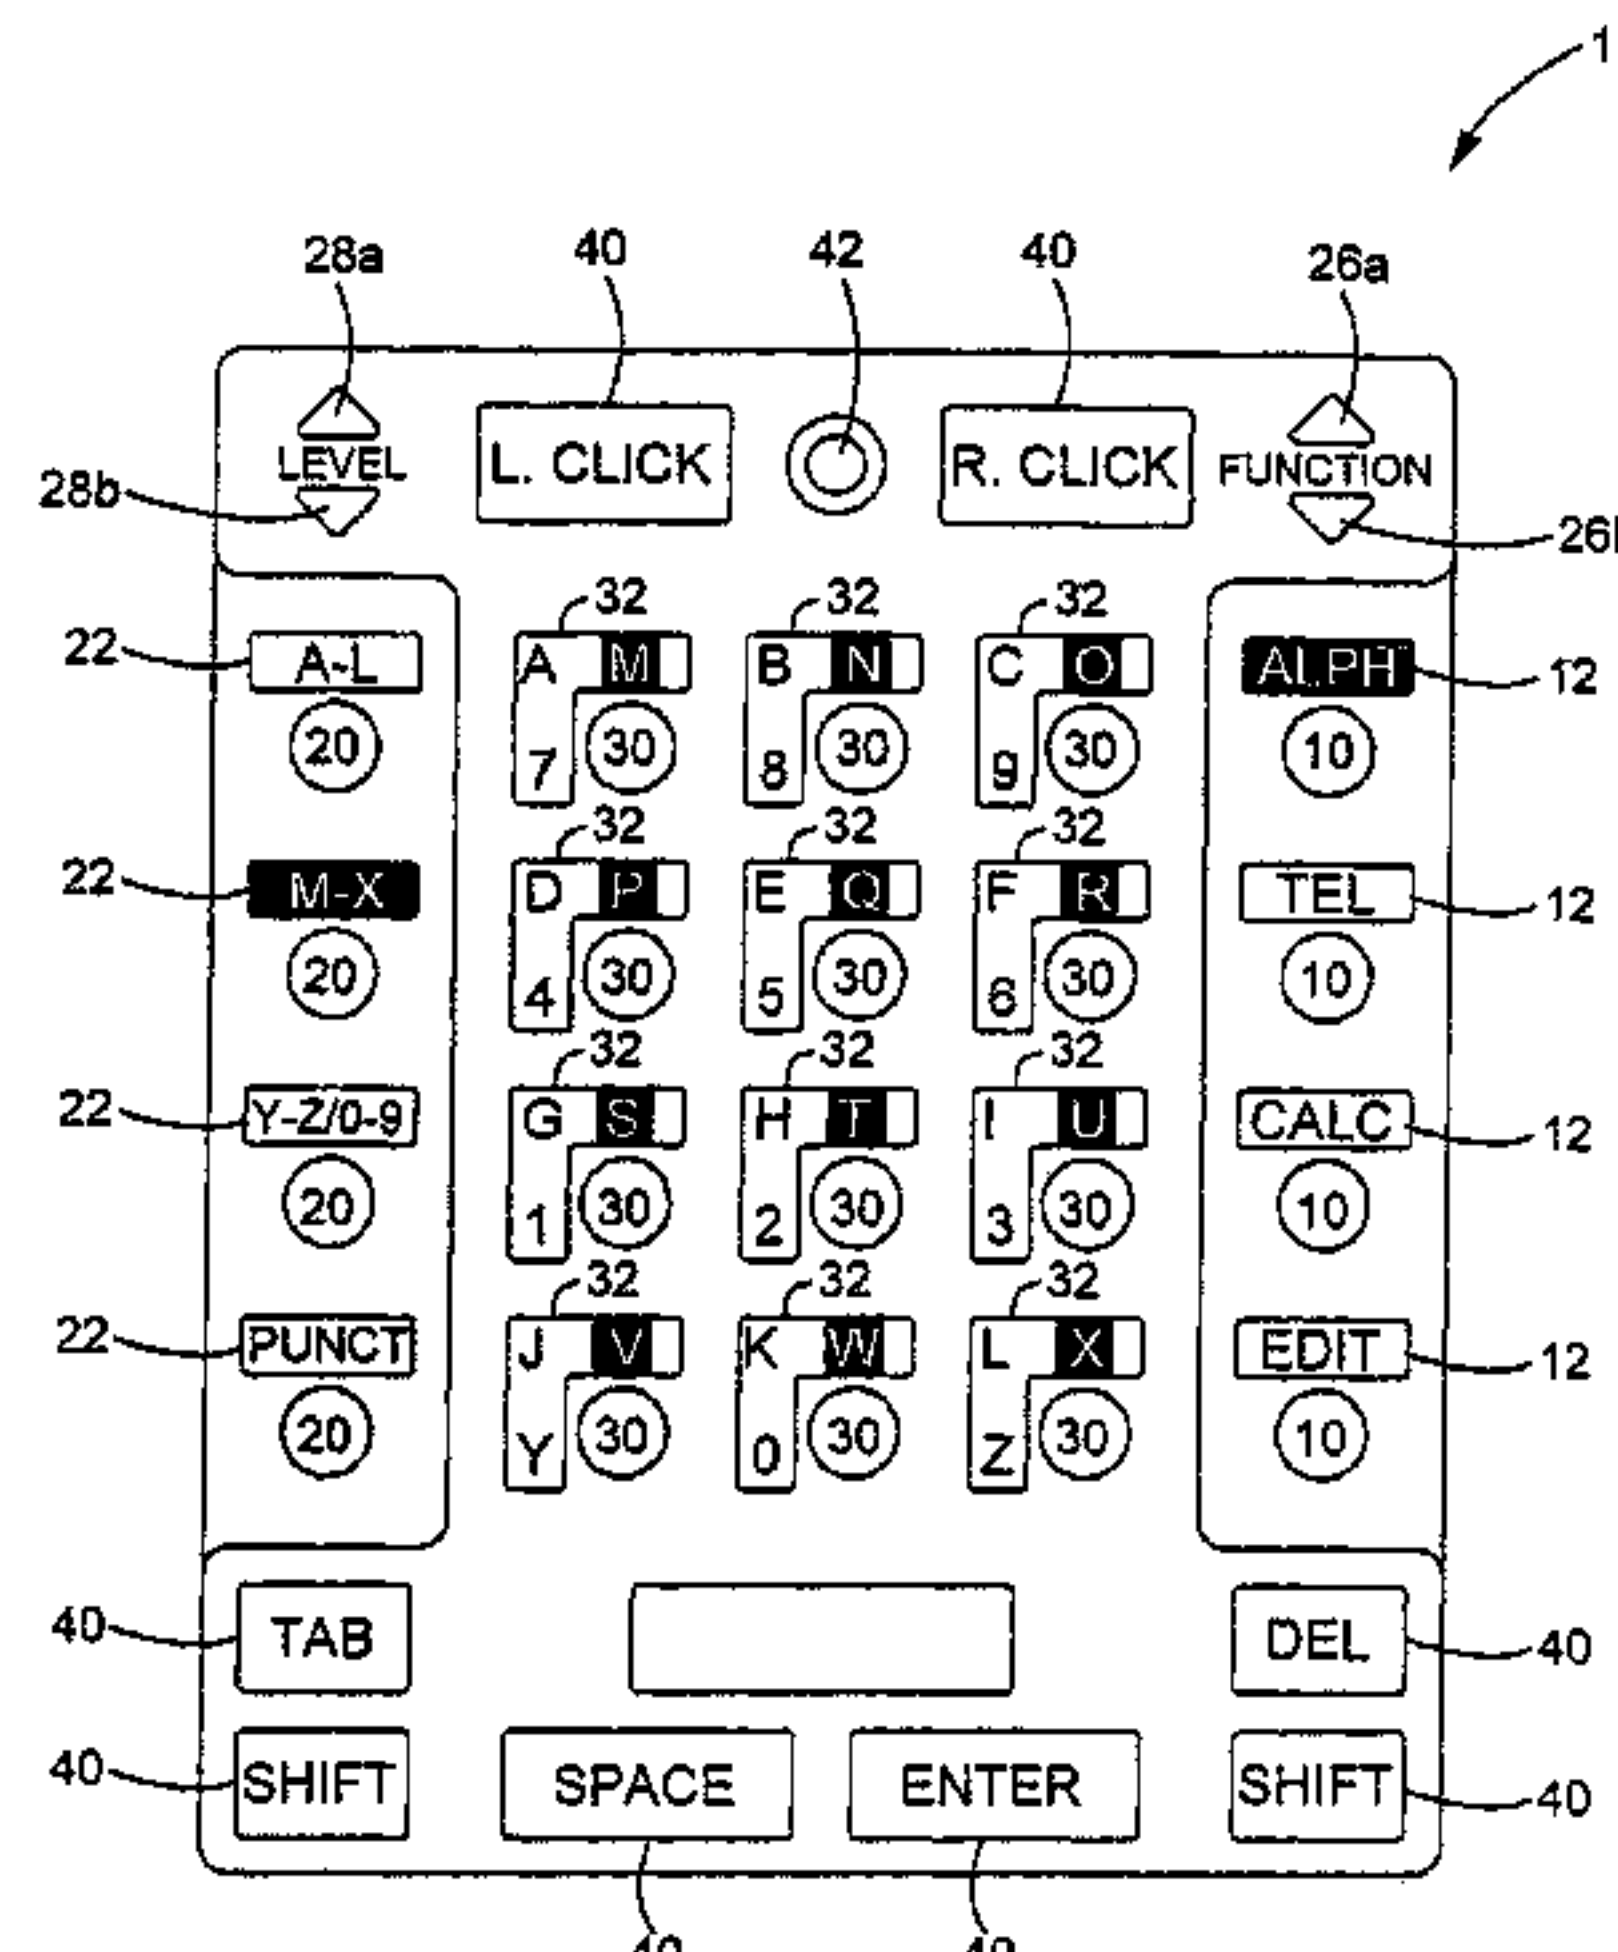 1
28a 40 42 40 26a
LEVEL L. CLICK R. CLICK FUNCTION
28b 26
32 32 32
22 A-L A M B N C O ALPH 12
20 7 30 8 30 9 30 10
32 32 32
22 M-X D P E Q F R TEL 12
20 4 30 5 30 6 30 10
32 32 32
22 Y-Z/0-9 G S H T I U CALC 12
20 1 30 2 30 3 30 10
32 32 32
22 PUNCT J V K W L X EDIT 12
20 Y 30 0 30 Z 30 10
40 TAB DEL 40
40 SHIFT SPACE ENTER SHIFT 40
40 40